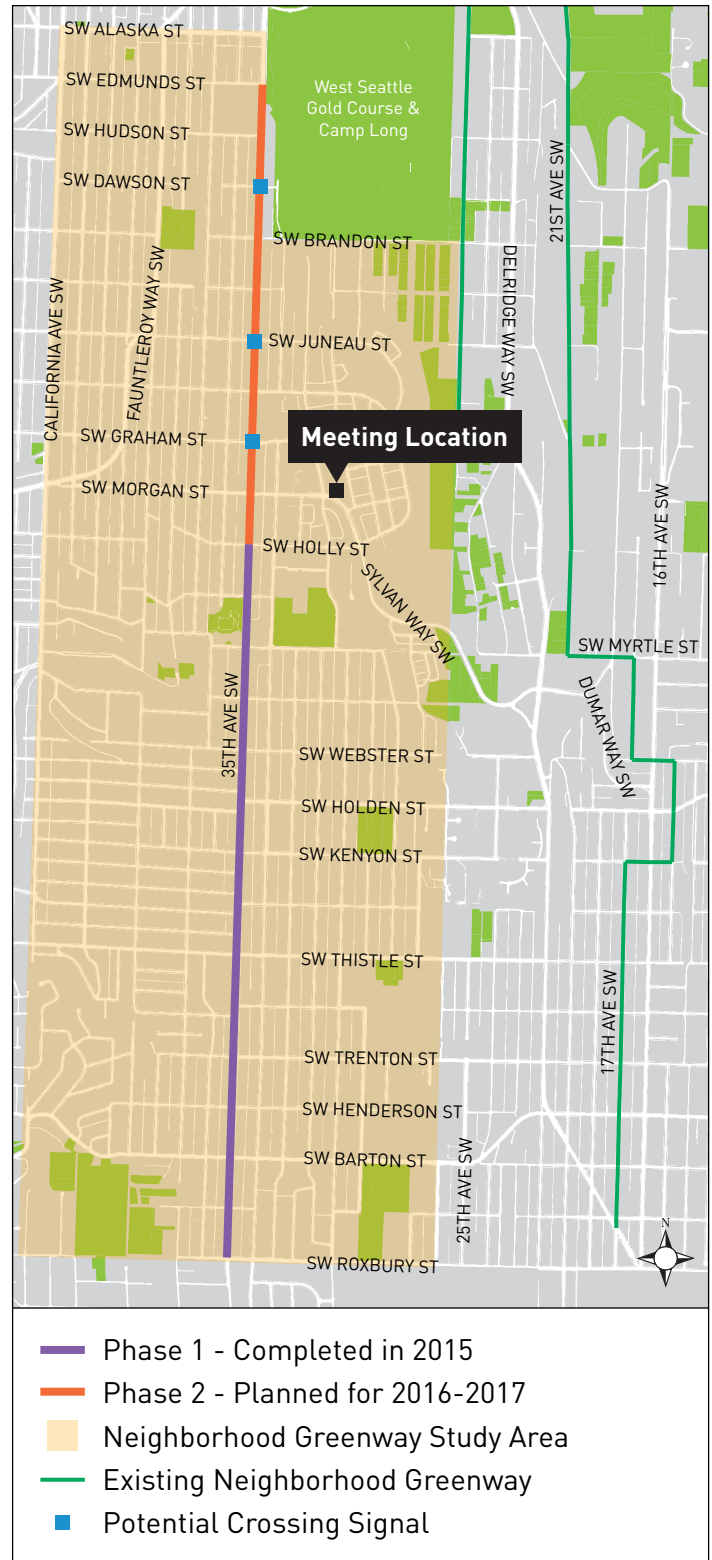 SW ALASKA ST
SW EDMUNDS ST
West Seattle
Gold Course &
Camp Long
SW HUDSON ST
SW DAWSON ST
21ST AVE SW
SW BRANDON ST
DELRIDGE WAY SW
FAUNTLEROY WAY SW
CALIFORNIA AVE SW
SW JUNEAU ST
SW GRAHAM ST
Meeting Location
SW MORGAN ST
16TH AVE SW
SW HOLLY ST
SYLVAN WAY SW
SW MYRTLE ST
35TH AVE SW
DUMAR WAY SW
SW WEBSTER ST
SW HOLDEN ST
SW KENYON ST
SW THISTLE ST
17TH AVE SW
SW TRENTON ST
SW HENDERSON ST
SW BARTON ST
25TH AVE SW
N
SW ROXBURY ST
Phase 1 - Completed in 2015
Phase 2 - Planned for 2016-2017
Neighborhood Greenway Study Area
Existing Neighborhood Greenway
Potential Crossing Signal